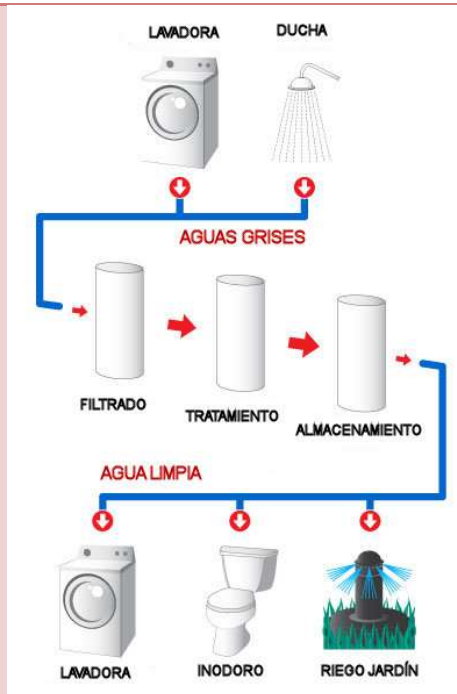 LAVADORA
DUCHA
AGUAS GRISES
FILTRADO
TRATAMIENTO
ALMACENAMIENTO
AGUA LIMPIA
LAVADORA
INODORO
RIEGO JARDÍN